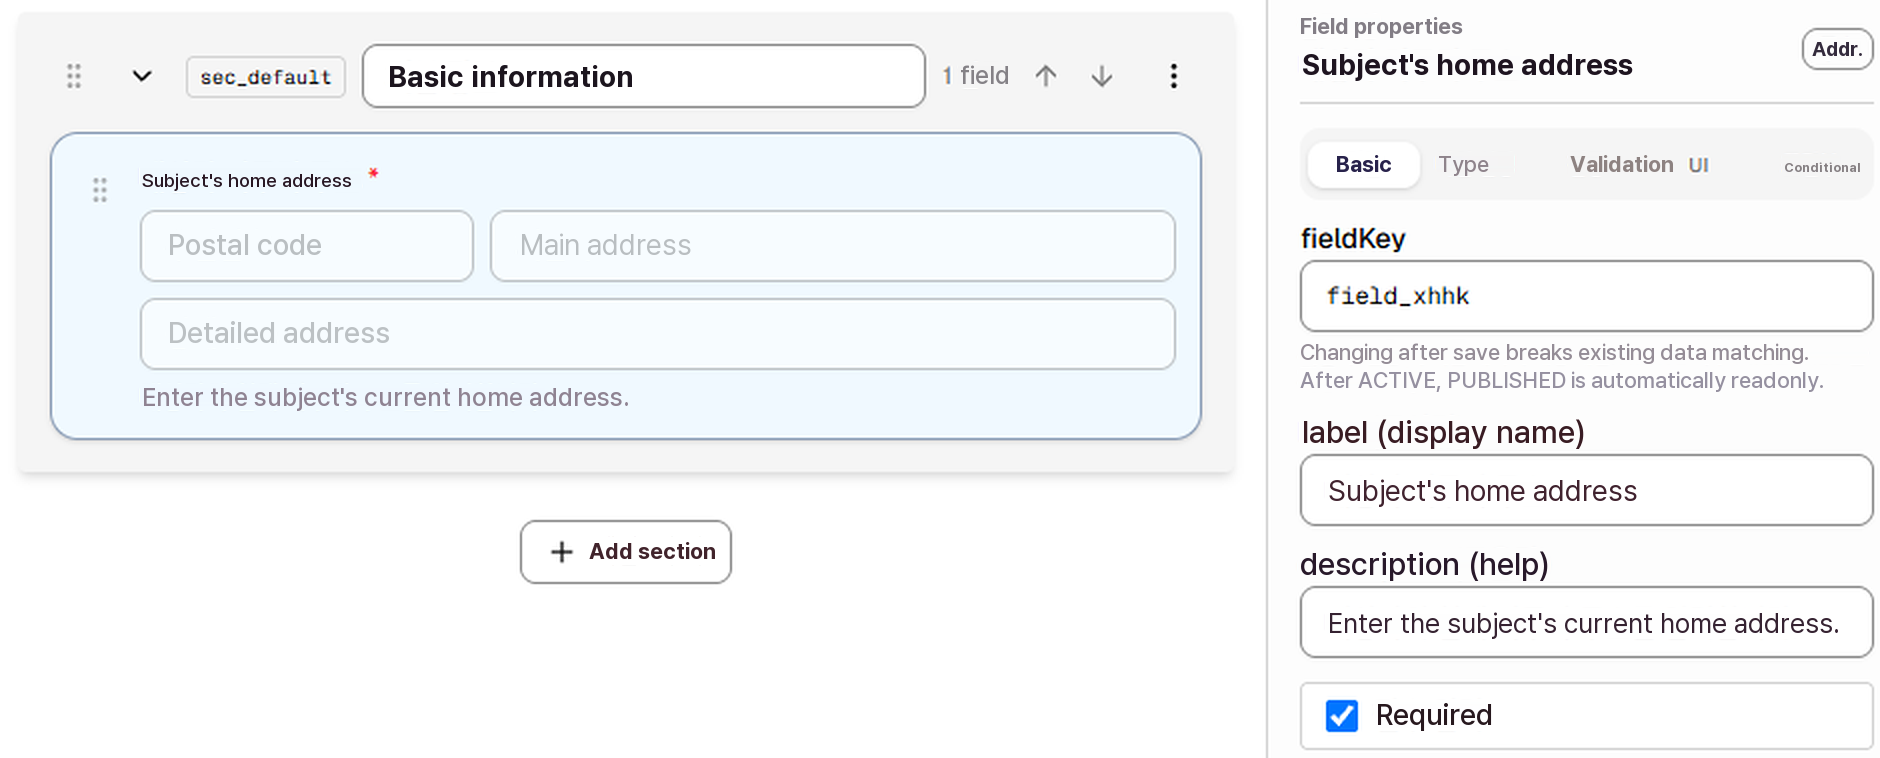 sec_default
Basic information
1 field
Subject's home address *
Postal code
Main address
Detailed address
Enter the subject's current home address.
+ Add section
Field properties
Subject's home address
Addr.
Basic Type Validation UI Conditional
fieldKey
field_xhhk
Changing after save breaks existing data matching.
After ACTIVE, PUBLISHED is automatically readonly.
label (display name)
Subject's home address
description (help)
Enter the subject's current home address.
Required